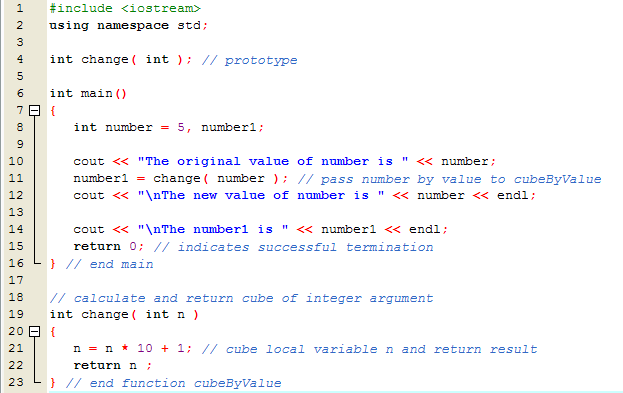 1 #include <iostream>
2 using namespace std;
3
4 int change( int ); // prototype
5
6 int main()
7 {
8 int number = 5, number1;
9
10 cout << "The original value of number is " << number;
11 number1 = change( number ); // pass number by value to cubeByValue
12 cout << "\nThe new value of number is " << number << endl;
13
14 cout << "\nThe number1 is " << number1 << endl;
15 return 0; // indicates successful termination
16 } // end main
17
18 // calculate and return cube of integer argument
19 int change( int n )
20 {
21 n = n * 10 + 1; // cube local variable n and return result
22 return n ;
23 } // end function cubeByValue